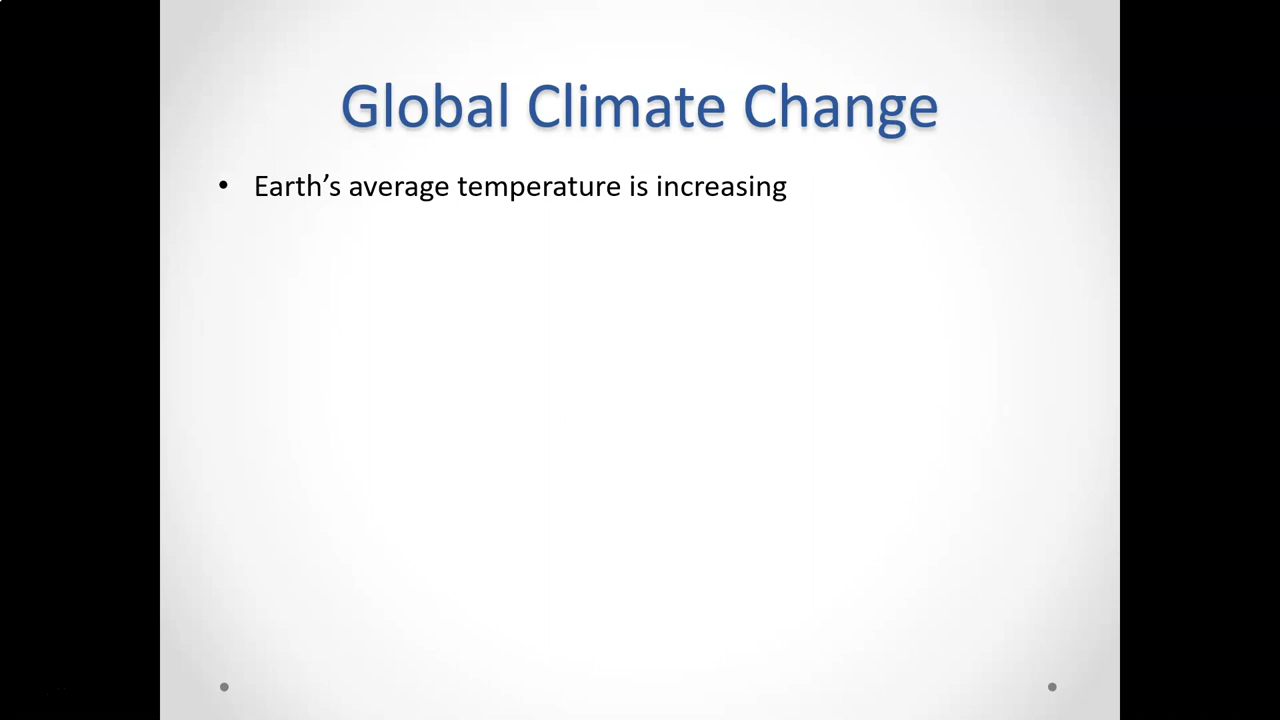 Global Climate Change
• Earth’s average temperature is increasing